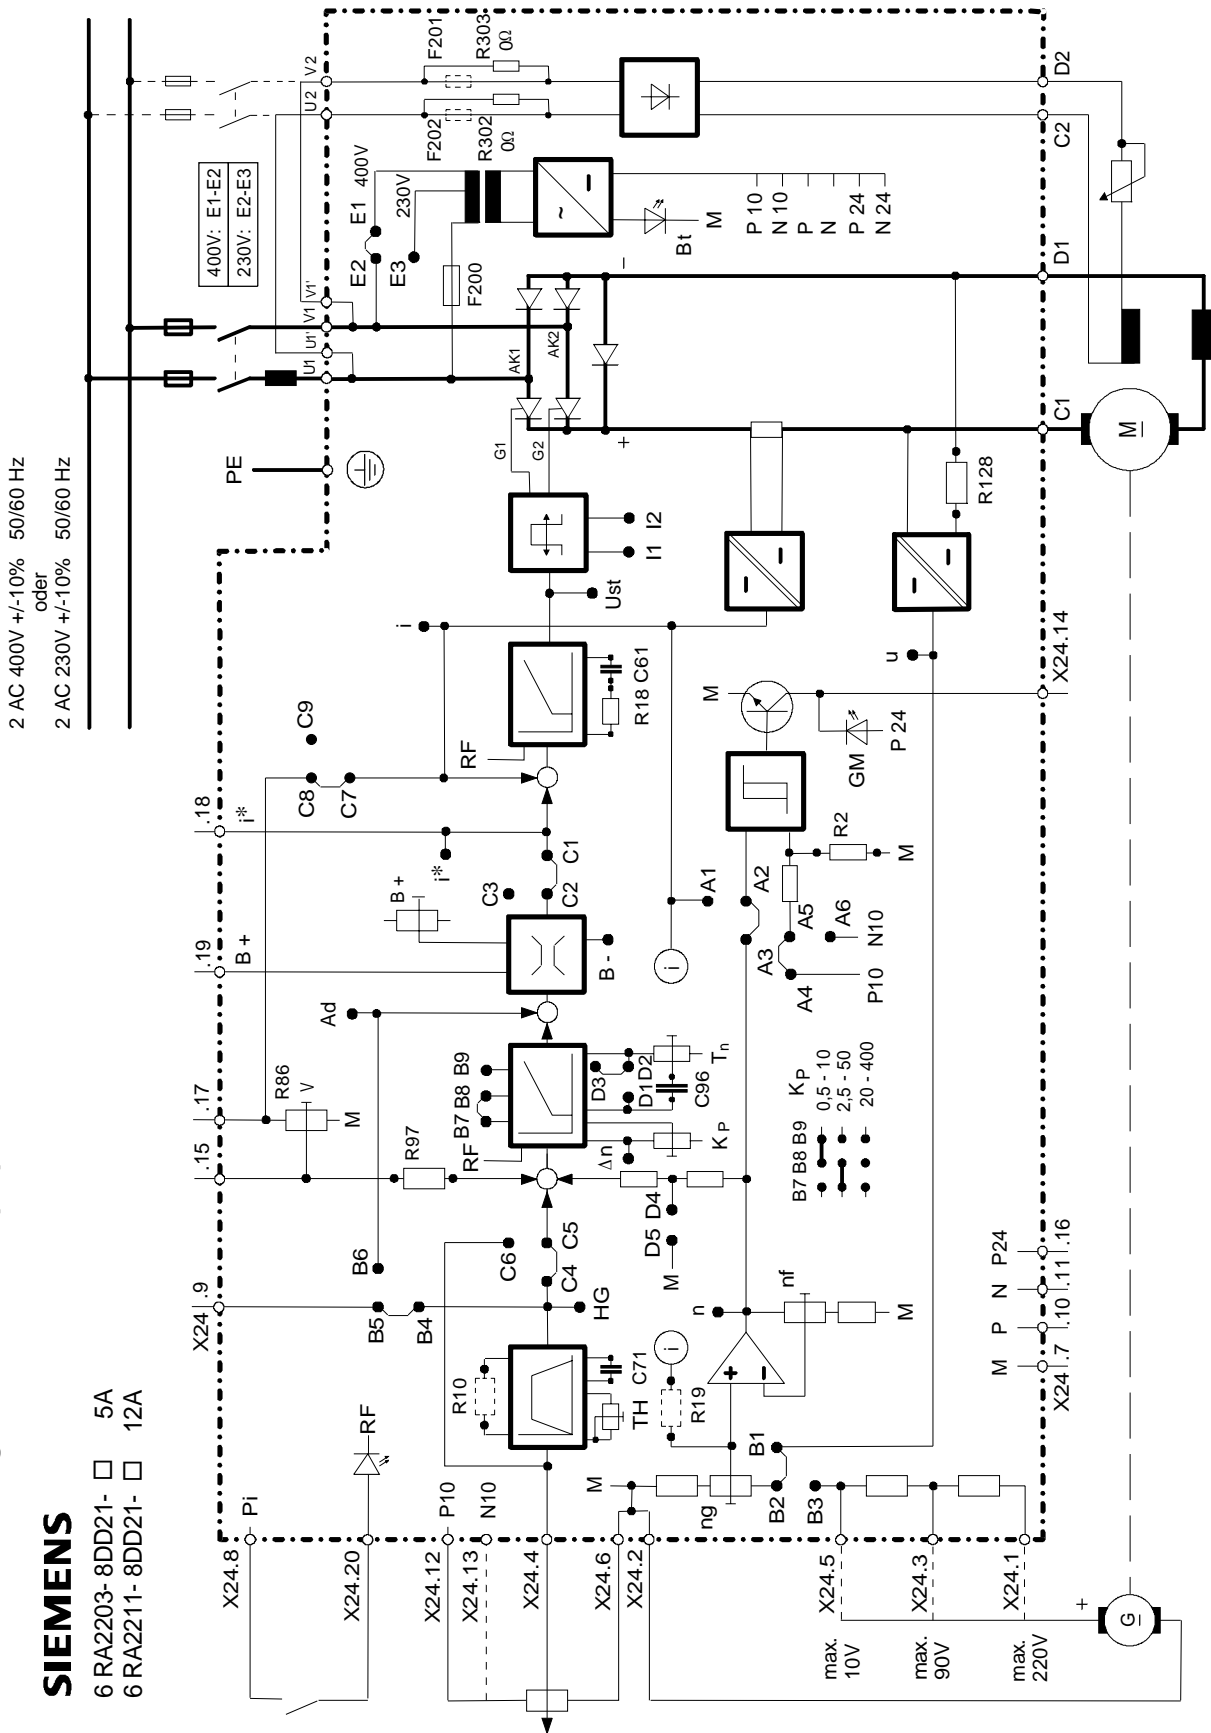 SIEMENS
6 RA2203- 8DD21- □ 5A
6 RA2211- 8DD21- □ 12A
2 AC 400V +/-10% 50/60 Hz
oder
2 AC 230V +/-10% 50/60 Hz
400V: E1-E2
230V: E2-E3
PE
U1
U1'
V1
V1'
U2
V2
F201
R303
0Ω
F202
R302
0Ω
E1
400V
E2
230V
E3
F200
~
Bt
M
P 10
N 10
P
N
P 24
N 24
AK1
AK2
G1
G2
+
−
D2
C2
D1
C1
M
R128
I1
I2
Ust
i
R18
C61
RF
C9
C8
C7
.18
i*
i*
C1
C2
C3
B +
.19
B +
B -
Ad
.17
R86
V
M
.15
R97
B7
B8
B9
RF
D3
D1
D2
Tn
C96
KP
Δn
X24
.9
B6
B5
B4
C6
C5
C4
HG
D4
D5
M
R10
TH
C71
RF
Pi
X24.8
X24.20
P10
X24.12
N10
X24.13
X24.4
X24.6
X24.2
X24.5
X24.3
X24.1
max.
10V
max.
90V
max.
220V
G
+
M
ng
B1
B2
B3
R19
i
+
−
n
nf
M
i
A1
A2
A3
A4
A5
A6
P10
N10
R2
M
M
GM
P 24
u
X24.14
B7 B8 B9
KP
0,5 - 10
2,5 - 50
20 - 400
M
P
N
P24
X24
.7
.10
.11
.16